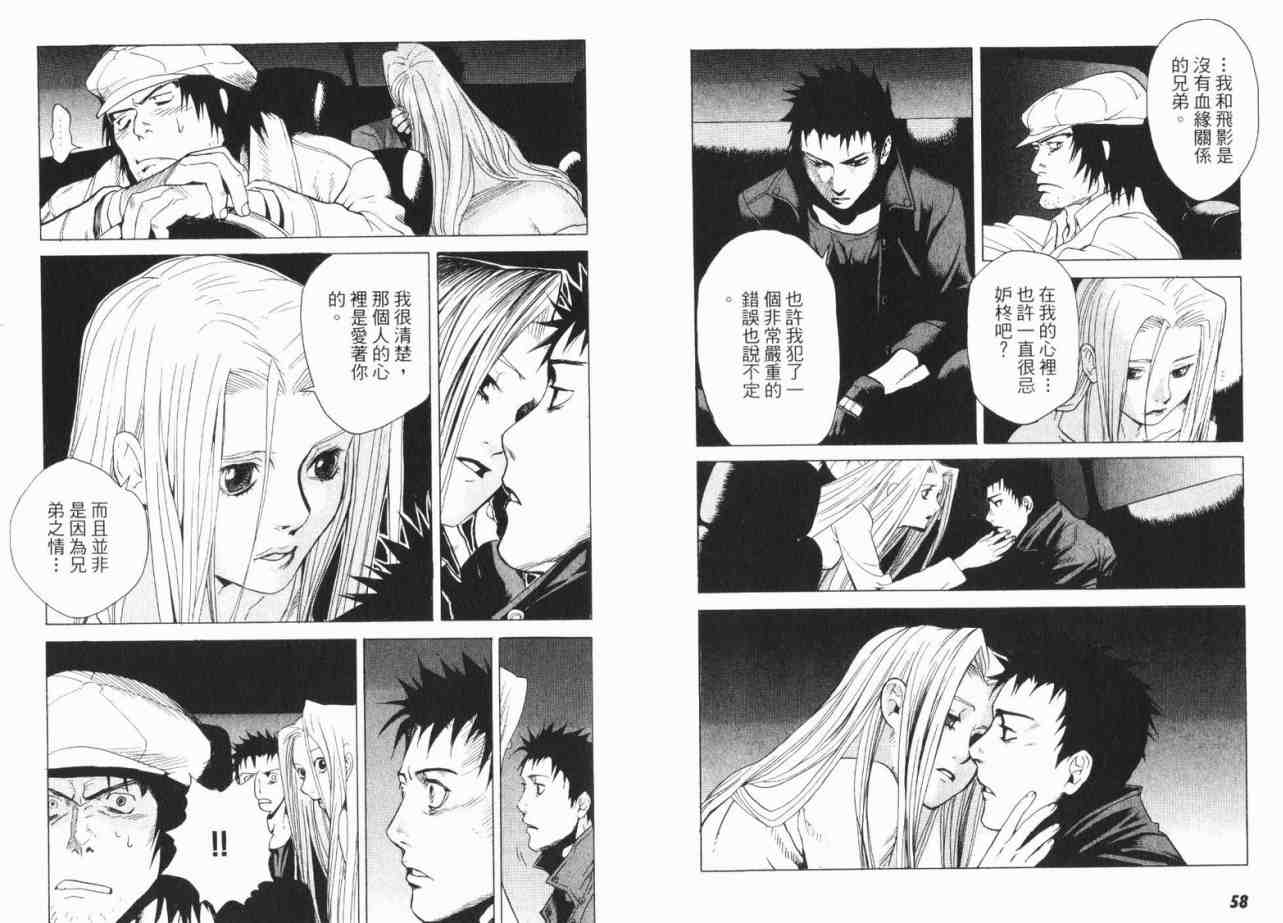 …我和飛影是
沒有血緣關係
的兄弟。
在我的心裡…
也許一直很忌
妒柊吧?
也許我犯了一
個非常嚴重的
錯誤也說不定
。
58
……
我很清楚，
那個人的心
裡是愛著你
的。
而且並非
是因為兄
弟之情…
!!